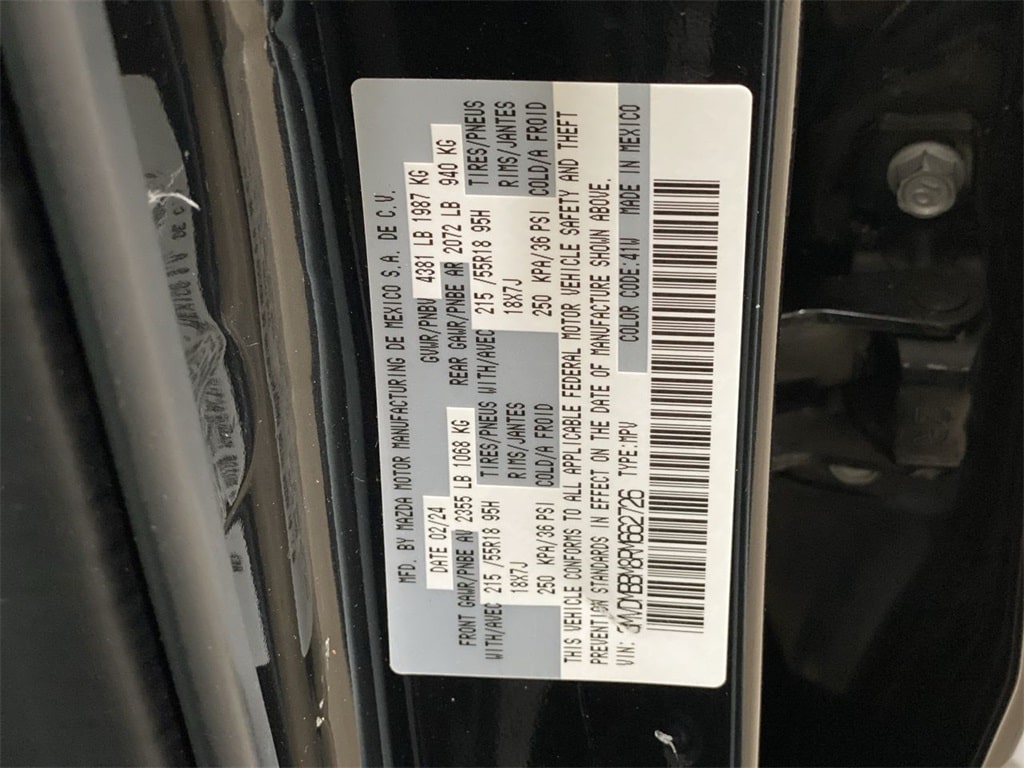 MFD. BY MAZDA MOTOR MANUFACTURING DE MEXICO S.A. DE C.V.
DATE 02/24 GVWR/PNBV 4381 LB 1987 KG
FRONT GAWR/PNBE AV 2355 LB 1068 KG REAR GAWR/PNBE AR 2072 LB 940 KG
WITH/AVEC 215 /55R18 95H TIRES/PNEUS WITH/AVEC 215 /55R18 95H TIRES/PNEUS
18X7J RIMS/JANTES 18X7J RIMS/JANTES
250 KPA/36 PSI COLD/A FROID 250 KPA/36 PSI COLD/A FROID
THIS VEHICLE CONFORMS TO ALL APPLICABLE FEDERAL MOTOR VEHICLE SAFETY AND THEFT
PREVENTION STANDARDS IN EFFECT ON THE DATE OF MANUFACTURE SHOWN ABOVE.
VIN: TYPE:MPV COLOR CODE:41W MADE IN MEXICO
MEXICO DE C